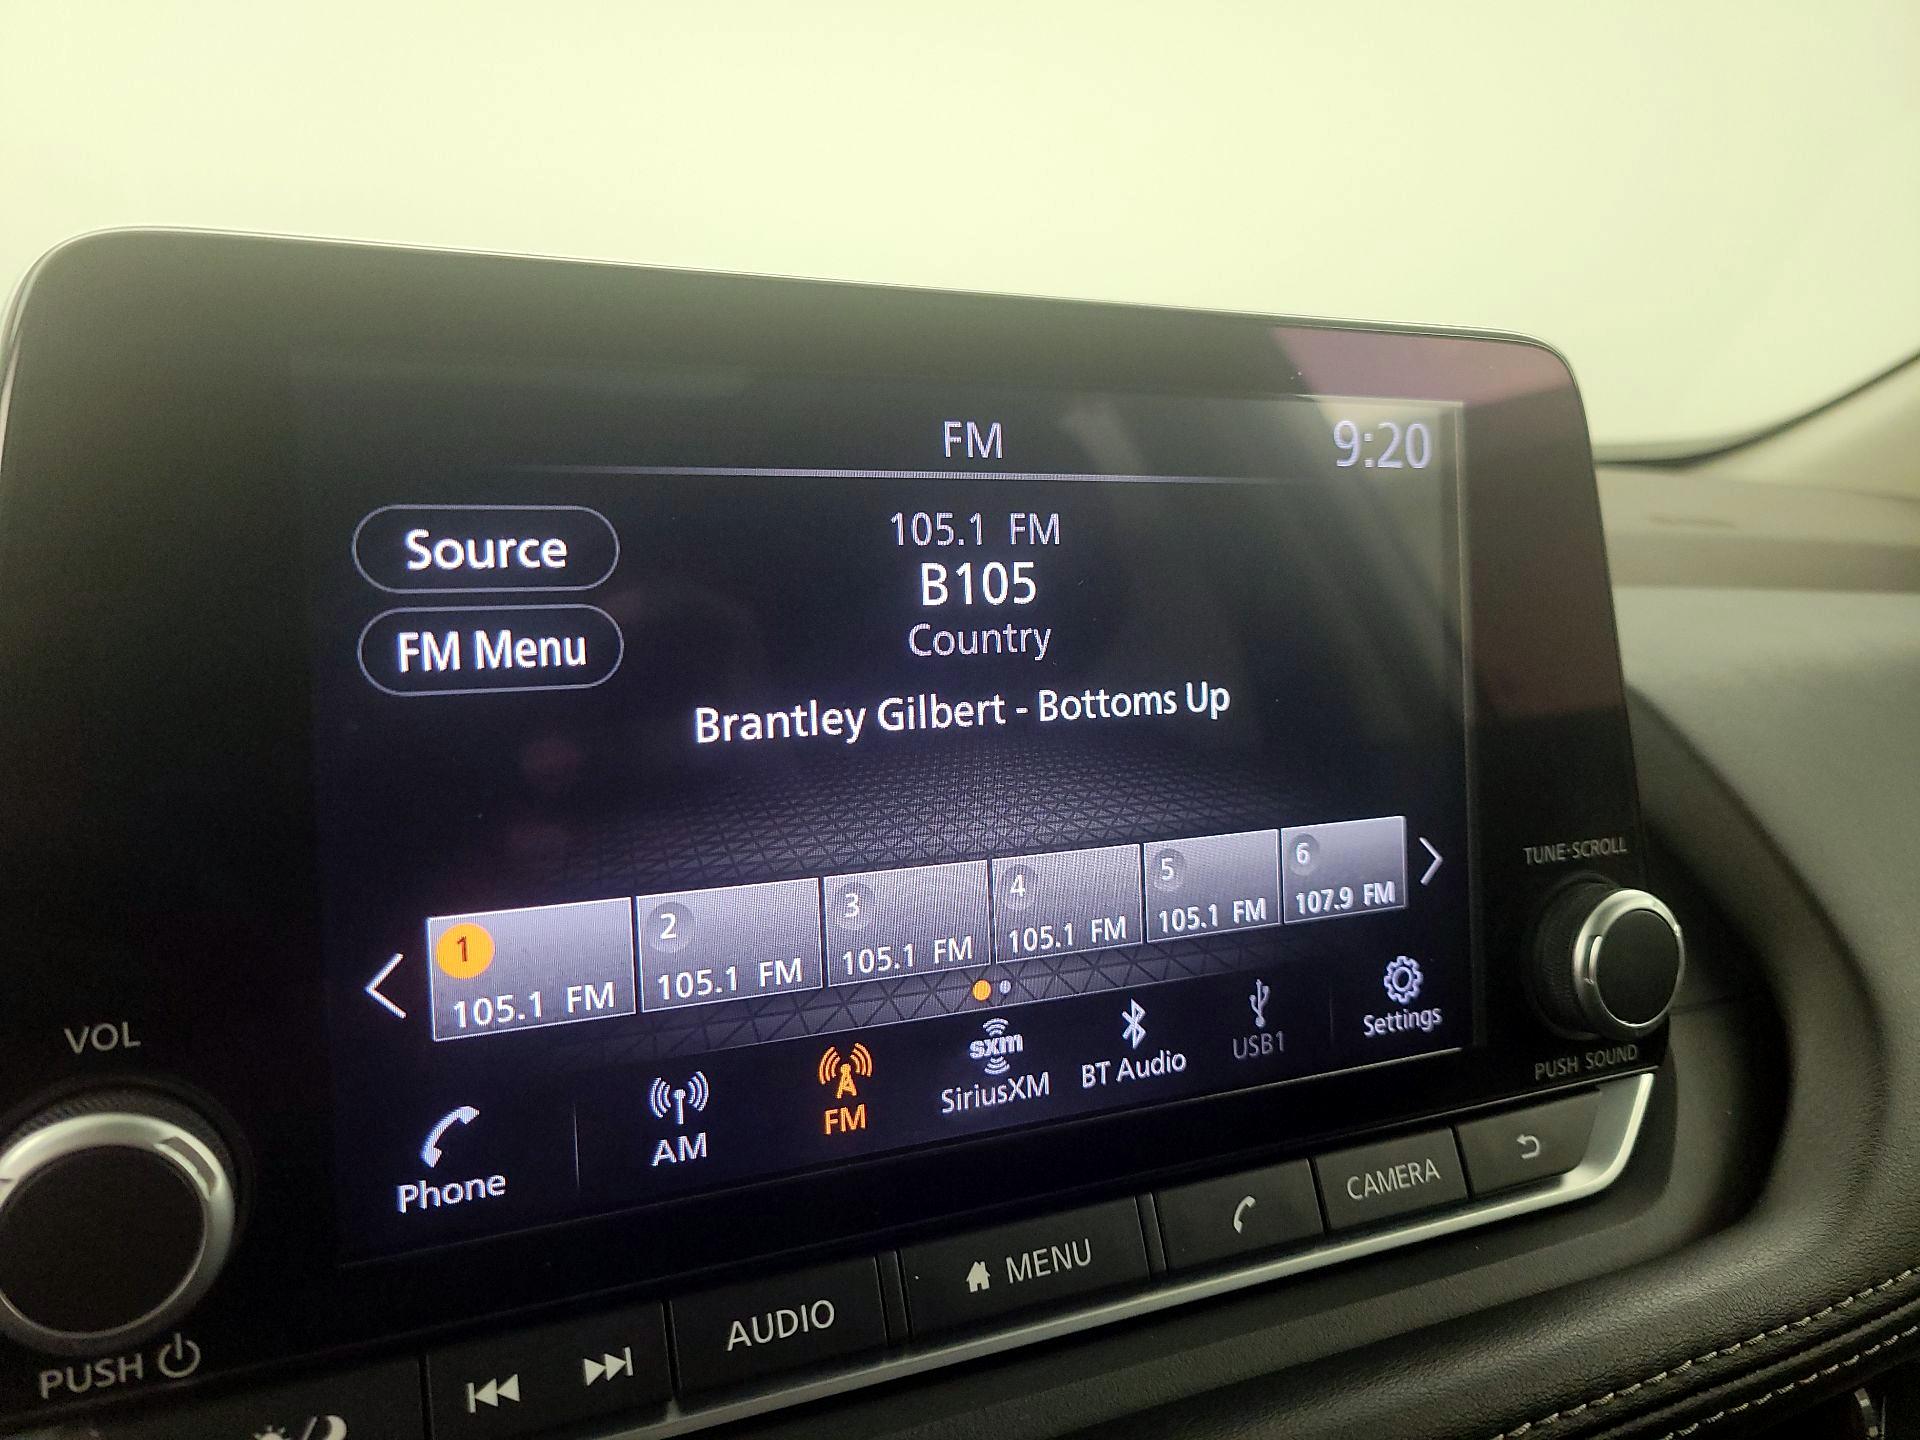 FM
9:20
Source
FM Menu
105.1 FM
B105
Country
Brantley Gilbert - Bottoms Up
1
105.1 FM
2
105.1 FM
3
105.1 FM
4
105.1 FM
5
105.1 FM
6
107.9 FM
Phone
AM
FM
sxm
SiriusXM
BT Audio
USB1
Settings
VOL
PUSH
TUNE·SCROLL
PUSH SOUND
AUDIO
MENU
CAMERA